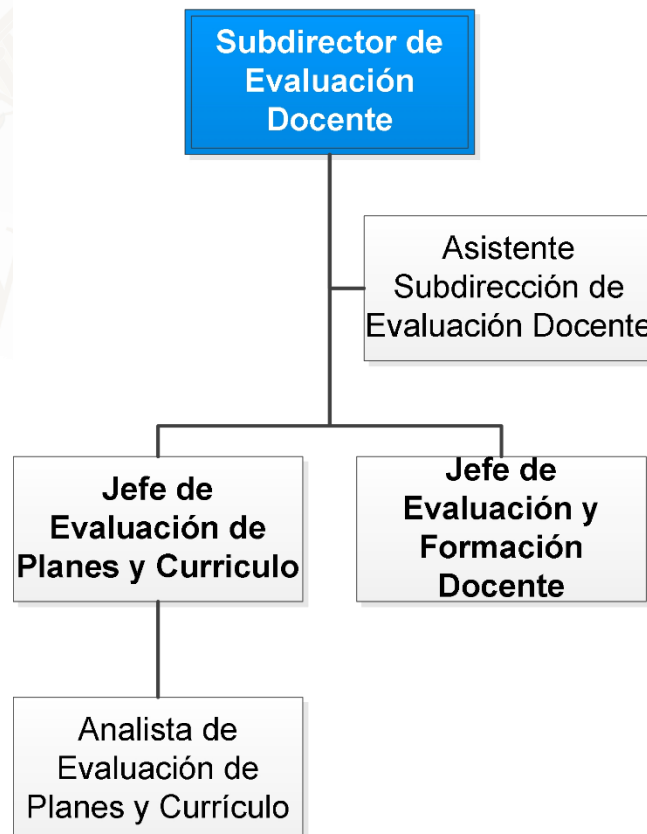 Subdirector de
Evaluación
Docente
Asistente
Subdirección de
Evaluación Docente
Jefe de
Evaluación de
Planes y Curriculo
Jefe de
Evaluación y
Formación
Docente
Analista de
Evaluación de
Planes y Currículo